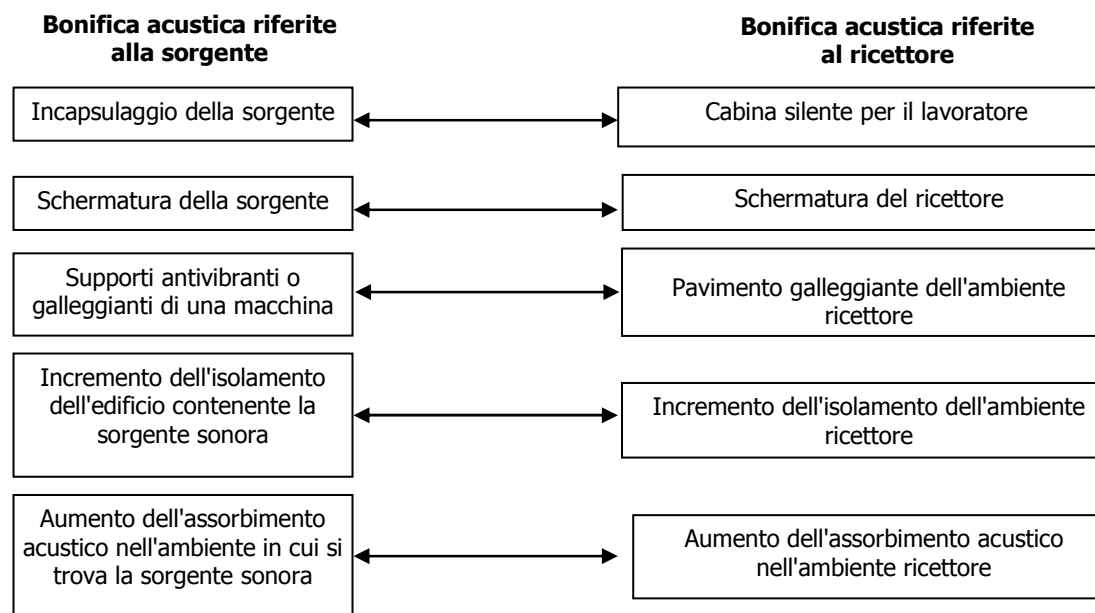 Bonifica acustica riferite
alla sorgente
Bonifica acustica riferite
al ricettore
Incapsulaggio della sorgente
Cabina silente per il lavoratore
Schermatura della sorgente
Schermatura del ricettore
Supporti antivibranti o
galleggianti di una macchina
Pavimento galleggiante dell'ambiente
ricettore
Incremento dell'isolamento
dell'edificio contenente la
sorgente sonora
Incremento dell'isolamento dell'ambiente
ricettore
Aumento dell'assorbimento
acustico nell'ambiente in cui si
trova la sorgente sonora
Aumento dell'assorbimento acustico
nell'ambiente ricettore